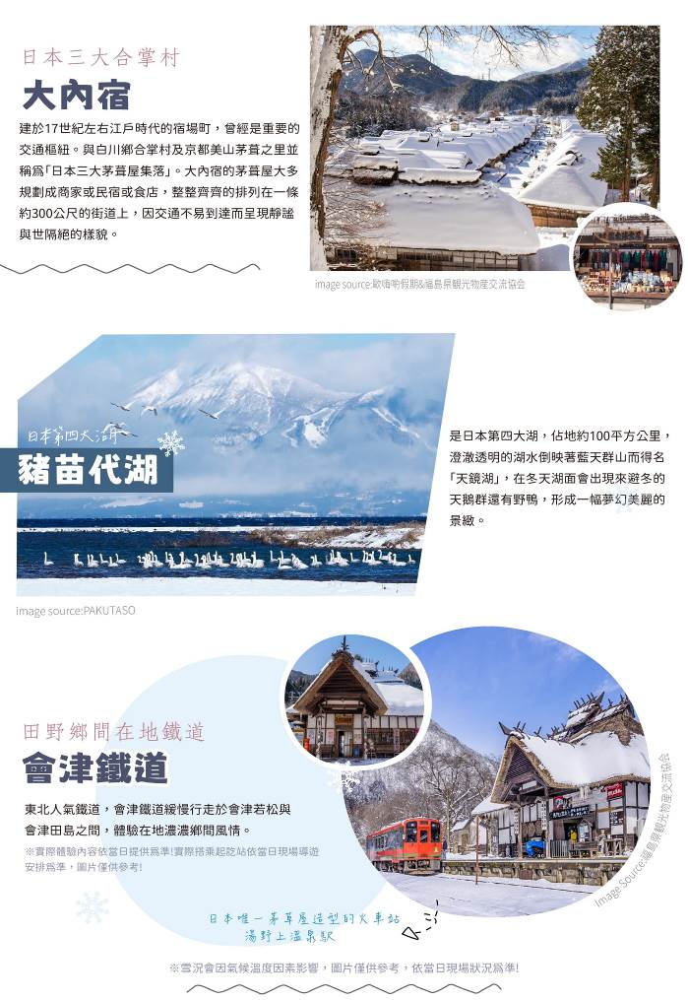 日本三大合掌村
大內宿
建於17世紀左右江戶時代的宿場町，曾經是重要的
交通樞紐。與白川鄉合掌村及京都美山茅葺之里並
稱為「日本三大茅葺屋集落」。大內宿的茅葺屋大多
規劃成商家或民宿或食店，整整齊齊的排列在一條
約300公尺的街道上，因交通不易到達而呈現靜謐
與世隔絕的樣貌。
image source:歐嗨喲假期&福島県観光物産交流協会
日本第四大湖
豬苗代湖
是日本第四大湖，佔地約100平方公里，
澄澈透明的湖水倒映著藍天群山而得名
「天鏡湖」，在冬天湖面會出現來避冬的
天鵝群還有野鴨，形成一幅夢幻美麗的
景緻。
image source:PAKUTASO
田野鄉間在地鐵道
會津鐵道
東北人氣鐵道，會津鐵道緩慢行走於會津若松與
會津田島之間，體驗在地濃濃鄉間風情。
※實際體驗內容依當日提供為準!實際搭乘起訖站依當日現場導遊
安排為準，圖片僅供參考!
Image Source:福島県観光物産交流協会
日本唯一茅草屋造型的火車站
湯野上溫泉駅
※雪況會因氣候溫度因素影響，圖片僅供參考，依當日現場狀況為準!